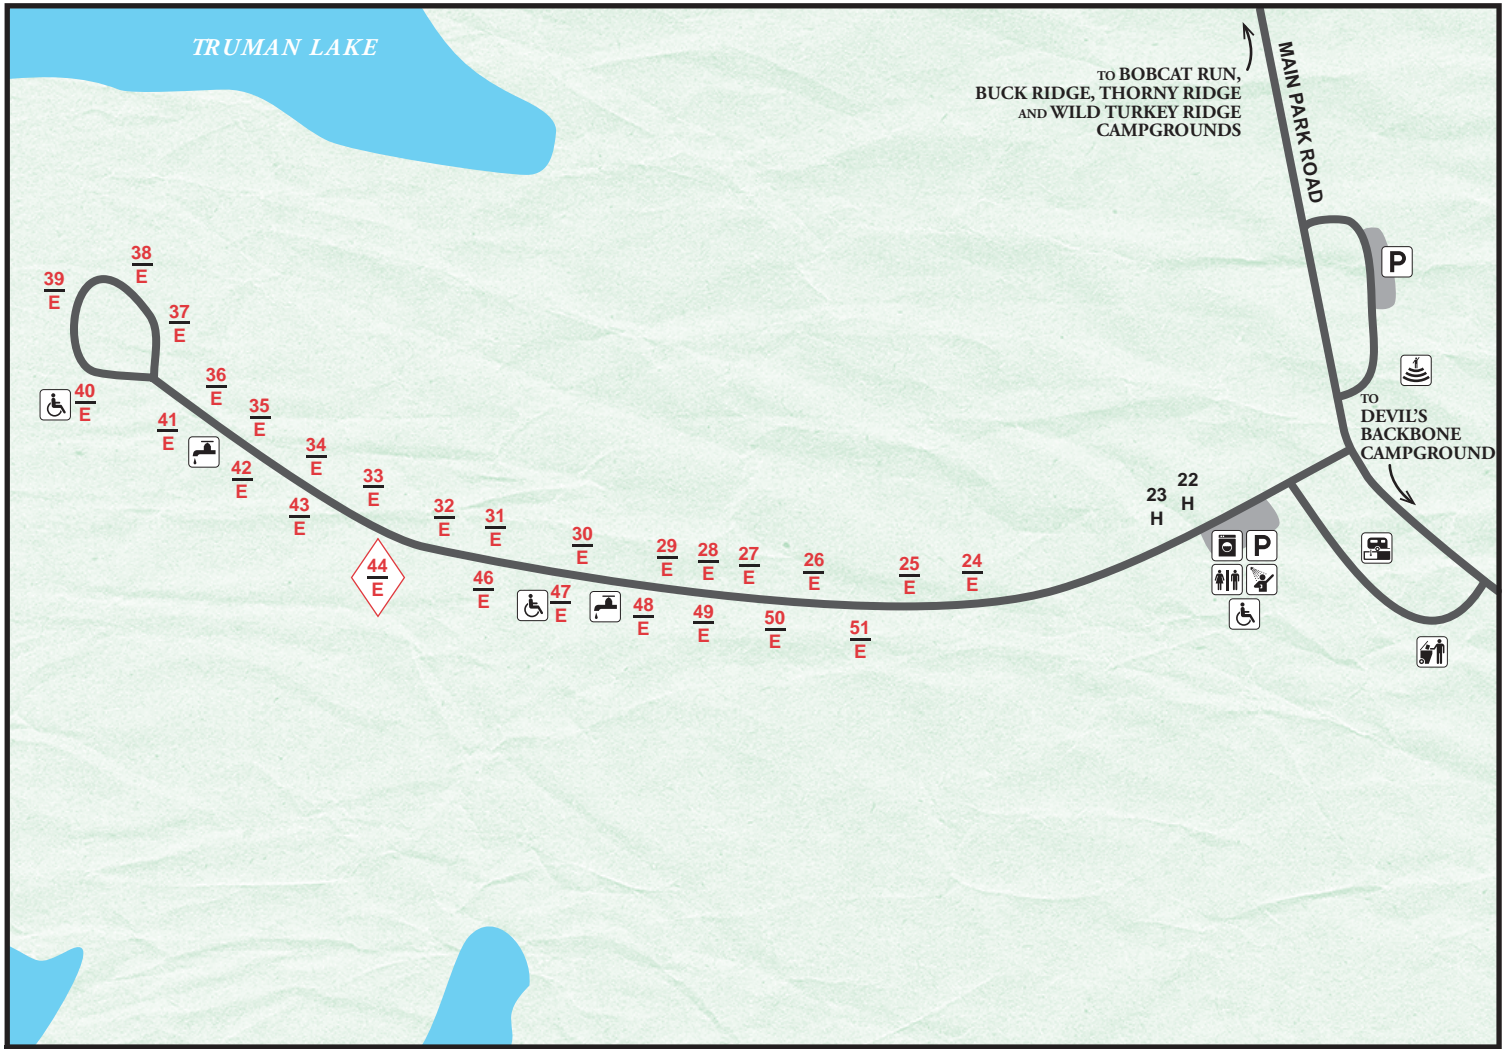 TRUMAN LAKE
TO BOBCAT RUN,
BUCK RIDGE, THORNY RIDGE
AND WILD TURKEY RIDGE
CAMPGROUNDS
MAIN PARK ROAD
P
TO
DEVIL'S
BACKBONE
CAMPGROUND
38
E
39
E
37
E
36
E
40
E
35
E
41
E
34
E
42
E
33
E
43
E
32
E
31
E
30
E
29
E
28
E
27
E
26
E
25
E
24
E
23
H
22
H
P
44
E
46
E
47
E
48
E
49
E
50
E
51
E